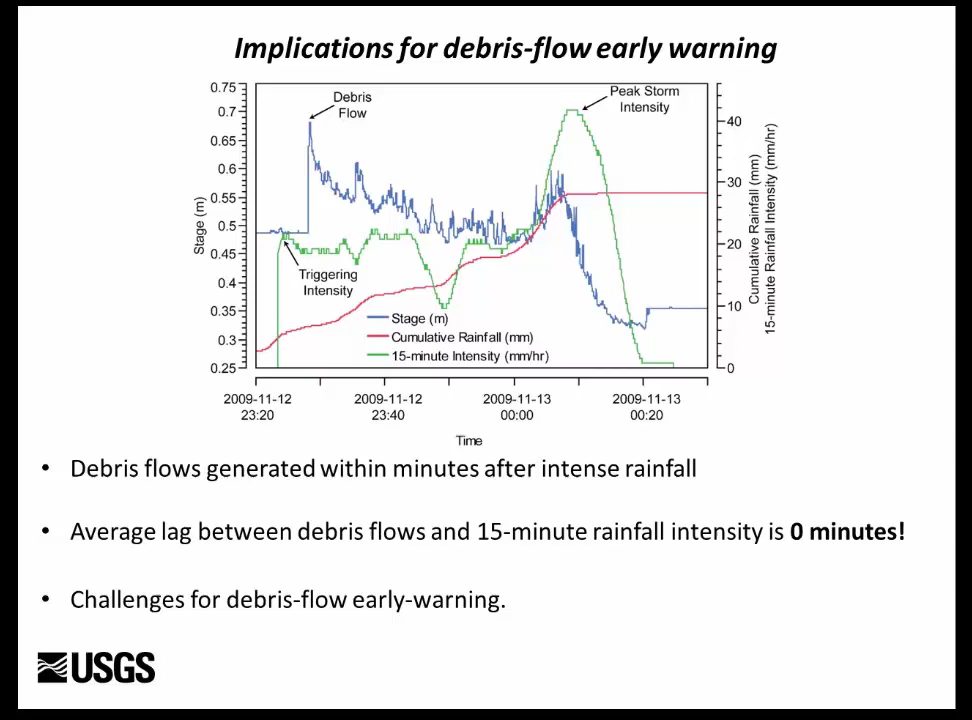 Implications for debris-flow early warning
0.75
0.7
0.65
0.6
0.55
0.5
0.45
0.4
0.35
0.3
0.25
Stage (m)
Debris
Flow
Peak Storm
Intensity
Triggering
Intensity
Stage (m)
Cumulative Rainfall (mm)
15-minute Intensity (mm/hr)
40
30
20
10
0
Cumulative Rainfall (mm)
15-minute Rainfall Intensity (mm/hr)
2009-11-12 2009-11-12 2009-11-13 2009-11-13
23:20 23:40 00:00 00:20
Time
• Debris flows generated within minutes after intense rainfall
• Average lag between debris flows and 15-minute rainfall intensity is 0 minutes!
• Challenges for debris-flow early-warning.
USGS